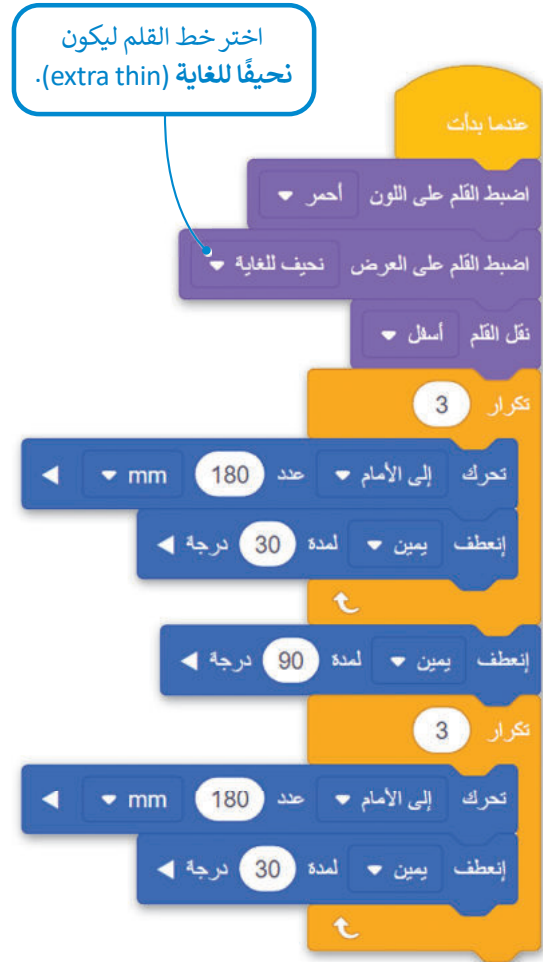 اختر خط القلم ليكون
نحيفًا للغاية (extra thin).
عندما بدأت
اضبط القلم على اللون أحمر
اضبط القلم على العرض نحيف للغاية
نقل القلم أسفل
تكرار 3
تحرك إلى الأمام عدد 180 mm
إنعطف يمين لمدة 30 درجة
إنعطف يمين لمدة 90 درجة
تكرار 3
تحرك إلى الأمام عدد 180 mm
إنعطف يمين لمدة 30 درجة